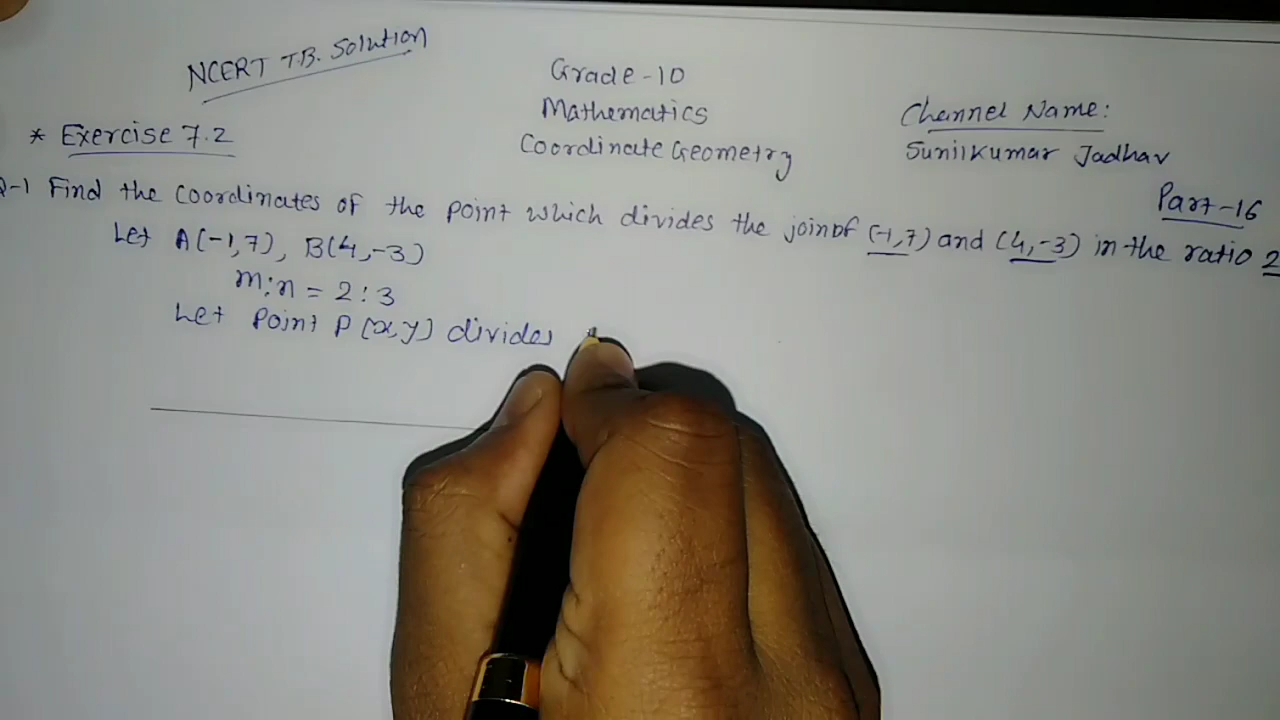 NCERT T.B. Solution
Grade-10
Mathematics
Coordinate Geometry
Channel Name:
Sunilkumar Jadhav
Part-16
* Exercise 7.2
Q-1 Find the coordinates of the point which divides the join of (-1,7) and (4,-3) in the ratio 2
Let A(-1,7), B(4,-3)
m:n = 2:3
Let Point P(x,y) divides